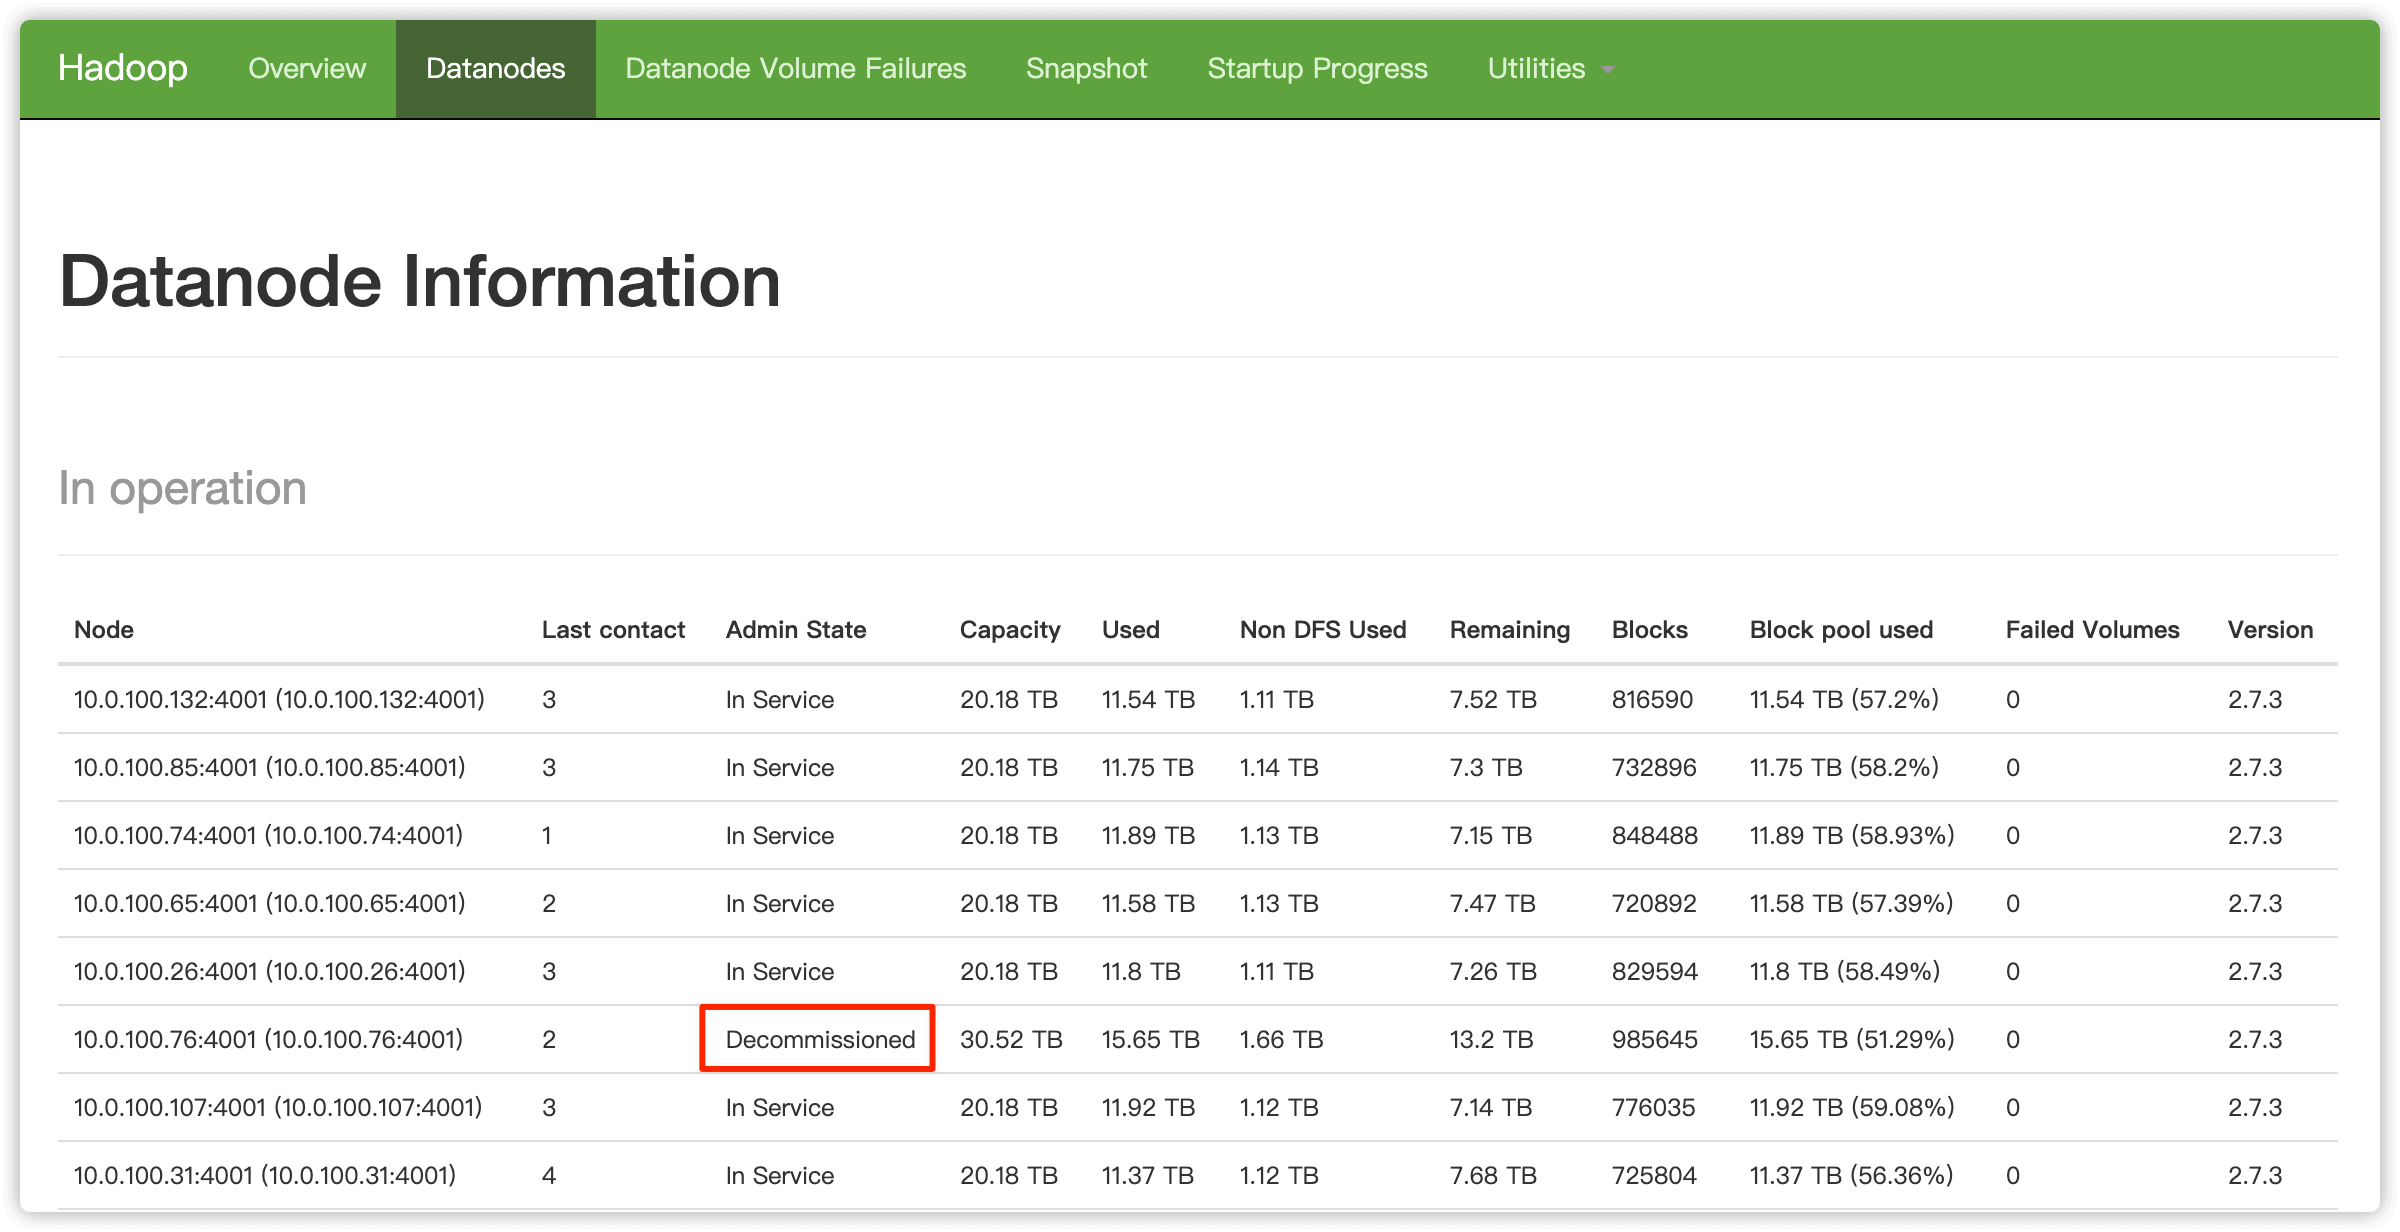 Hadoop Overview Datanodes Datanode Volume Failures Snapshot Startup Progress Utilities
Datanode Information
In operation
Node Last contact Admin State Capacity Used Non DFS Used Remaining Blocks Block pool used Failed Volumes Version
10.0.100.132:4001 (10.0.100.132:4001) 3 In Service 20.18 TB 11.54 TB 1.11 TB 7.52 TB 816590 11.54 TB (57.2%) 0 2.7.3
10.0.100.85:4001 (10.0.100.85:4001) 3 In Service 20.18 TB 11.75 TB 1.14 TB 7.3 TB 732896 11.75 TB (58.2%) 0 2.7.3
10.0.100.74:4001 (10.0.100.74:4001) 1 In Service 20.18 TB 11.89 TB 1.13 TB 7.15 TB 848488 11.89 TB (58.93%) 0 2.7.3
10.0.100.65:4001 (10.0.100.65:4001) 2 In Service 20.18 TB 11.58 TB 1.13 TB 7.47 TB 720892 11.58 TB (57.39%) 0 2.7.3
10.0.100.26:4001 (10.0.100.26:4001) 3 In Service 20.18 TB 11.8 TB 1.11 TB 7.26 TB 829594 11.8 TB (58.49%) 0 2.7.3
10.0.100.76:4001 (10.0.100.76:4001) 2 Decommissioned 30.52 TB 15.65 TB 1.66 TB 13.2 TB 985645 15.65 TB (51.29%) 0 2.7.3
10.0.100.107:4001 (10.0.100.107:4001) 3 In Service 20.18 TB 11.92 TB 1.12 TB 7.14 TB 776035 11.92 TB (59.08%) 0 2.7.3
10.0.100.31:4001 (10.0.100.31:4001) 4 In Service 20.18 TB 11.37 TB 1.12 TB 7.68 TB 725804 11.37 TB (56.36%) 0 2.7.3